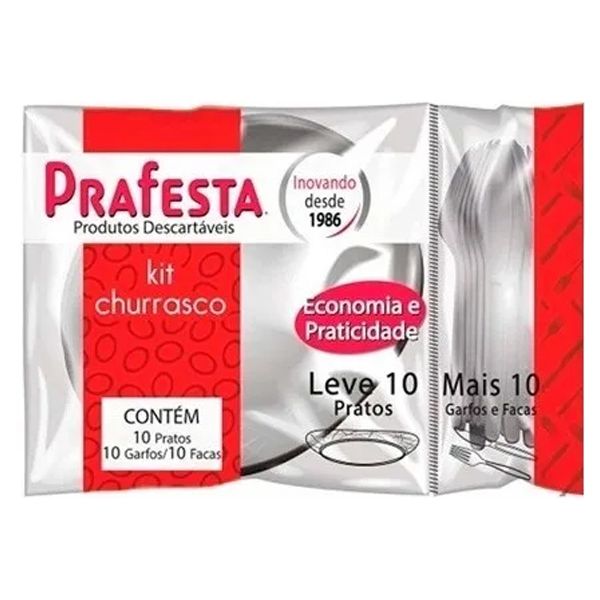 PRAFESTA®
Produtos Descartáveis
Inovando
desde
1986
kit
churrasco
Economia e
Praticidade
CONTÉM
10 Pratos
10 Garfos/10 Facas
Leve 10
Pratos
Mais 10
Garfos e Facas